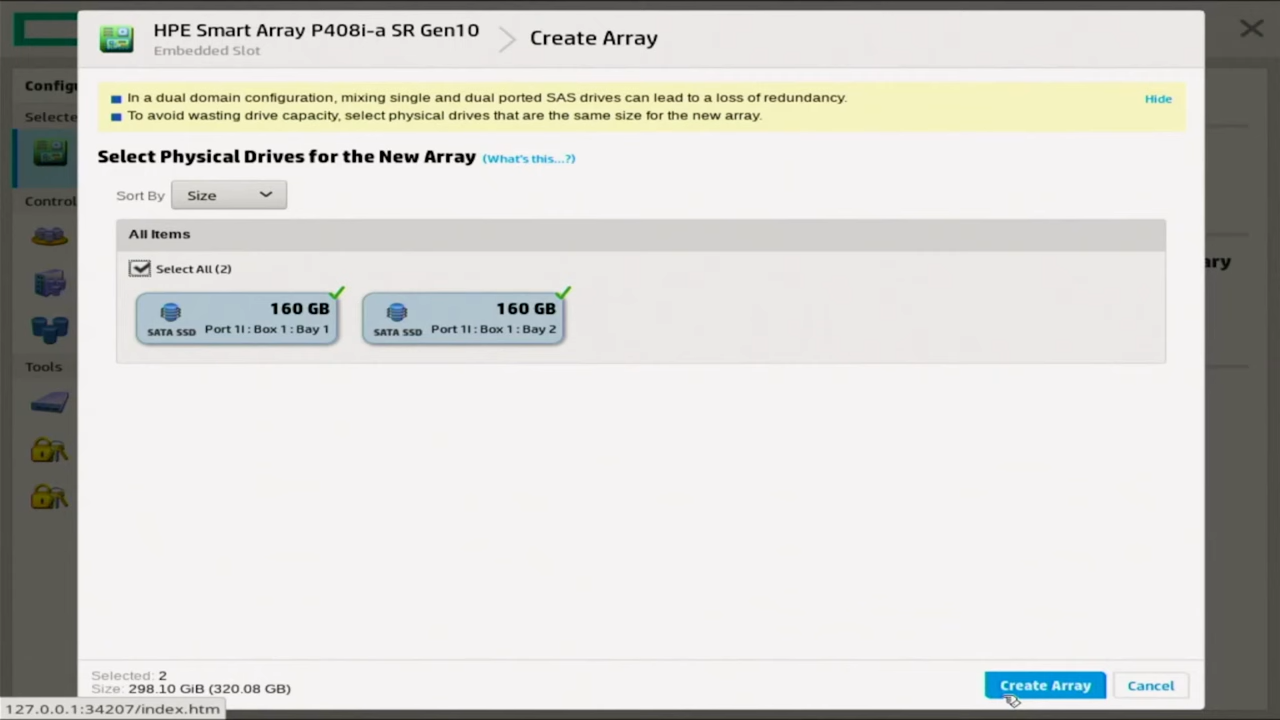 HPE Smart Array P408i-a SR Gen10
Embedded Slot
Create Array
Configu
Selecte
Control
Tools
ary
In a dual domain configuration, mixing single and dual ported SAS drives can lead to a loss of redundancy.
To avoid wasting drive capacity, select physical drives that are the same size for the new array.
Hide
Select Physical Drives for the New Array (What's this...?)
Sort By Size
All Items
Select All (2)
160 GB
SATA SSD Port 1I : Box 1 : Bay 1
160 GB
SATA SSD Port 1I : Box 1 : Bay 2
Selected: 2
Size: 298.10 GiB (320.08 GB)
Create Array
Cancel
127.0.0.1:34207/index.htm